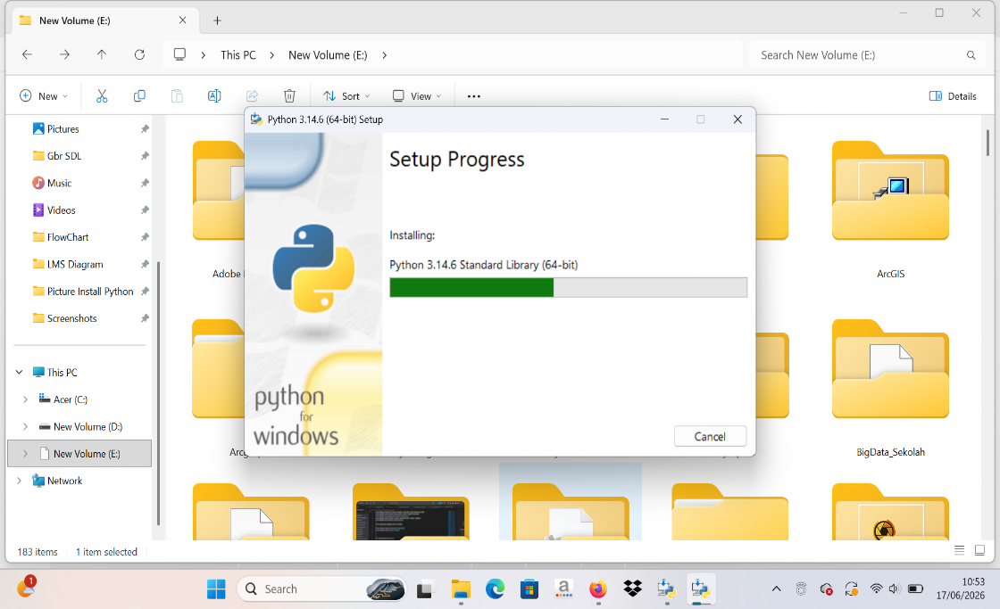 New Volume (E:)
This PC
New Volume (E:)
Search New Volume (E:)
New
Sort
View
Details
Pictures
Gbr SDL
Music
Videos
FlowChart
LMS Diagram
Picture Install Python
Screenshots
This PC
Acer (C:)
New Volume (D:)
New Volume (E:)
Network
Python 3.14.6 (64-bit) Setup
Setup Progress
Installing:
Python 3.14.6 Standard Library (64-bit)
python
for
windows
Cancel
Adobe
ArcGIS
BigData_Sekolah
183 items
1 item selected
1
Search
a
10:53
17/06/2026